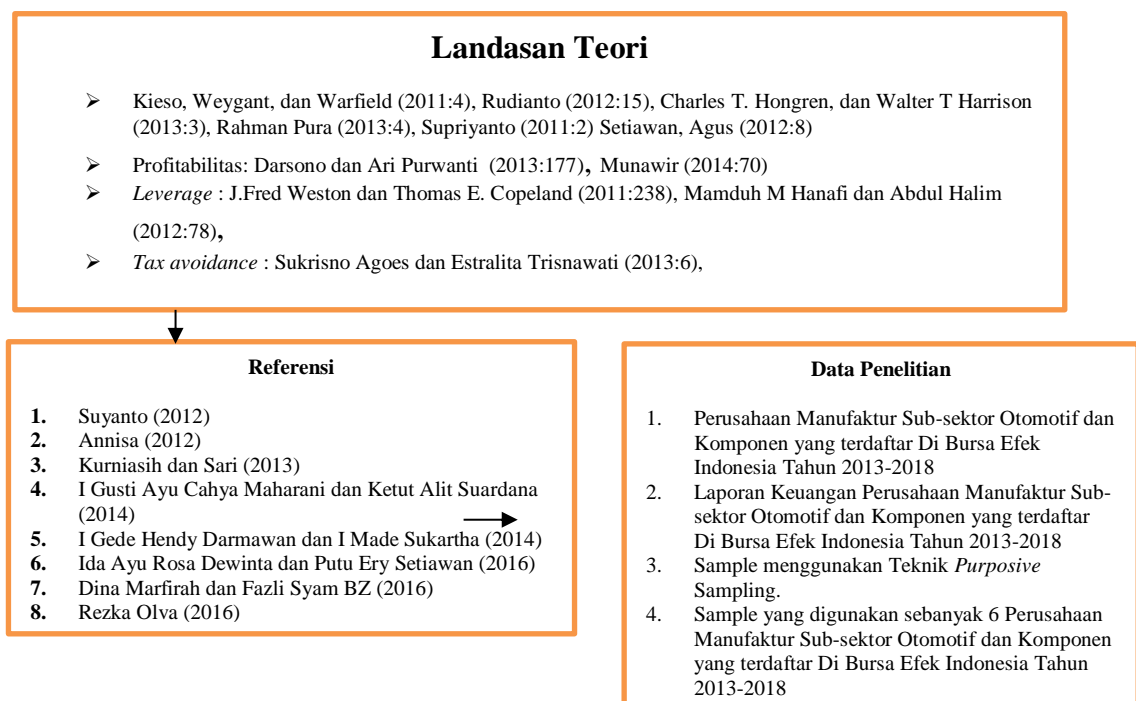 Landasan Teori
➢ Kieso, Weygant, dan Warfield (2011:4), Rudianto (2012:15), Charles T. Hongren, dan Walter T Harrison
(2013:3), Rahman Pura (2013:4), Supriyanto (2011:2) Setiawan, Agus (2012:8)
➢ Profitabilitas: Darsono dan Ari Purwanti (2013:177), Munawir (2014:70)
➢ Leverage : J.Fred Weston dan Thomas E. Copeland (2011:238), Mamduh M Hanafi dan Abdul Halim
(2012:78),
➢ Tax avoidance : Sukrisno Agoes dan Estralita Trisnawati (2013:6),
Referensi
1. Suyanto (2012)
2. Annisa (2012)
3. Kurniasih dan Sari (2013)
4. I Gusti Ayu Cahya Maharani dan Ketut Alit Suardana
(2014)
5. I Gede Hendy Darmawan dan I Made Sukartha (2014)
6. Ida Ayu Rosa Dewinta dan Putu Ery Setiawan (2016)
7. Dina Marfirah dan Fazli Syam BZ (2016)
8. Rezka Olva (2016)
Data Penelitian
1. Perusahaan Manufaktur Sub-sektor Otomotif dan
Komponen yang terdaftar Di Bursa Efek
Indonesia Tahun 2013-2018
2. Laporan Keuangan Perusahaan Manufaktur Sub-
sektor Otomotif dan Komponen yang terdaftar
Di Bursa Efek Indonesia Tahun 2013-2018
3. Sample menggunakan Teknik Purposive
Sampling.
4. Sample yang digunakan sebanyak 6 Perusahaan
Manufaktur Sub-sektor Otomotif dan Komponen
yang terdaftar Di Bursa Efek Indonesia Tahun
2013-2018